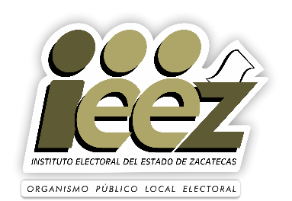 ieez
INSTITUTO ELECTORAL DEL ESTADO DE ZACATECAS
ORGANISMO PÚBLICO LOCAL ELECTORAL